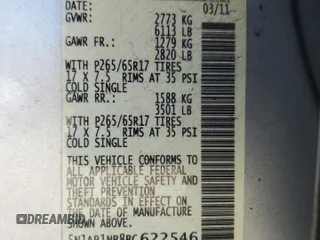 DATE: 03/11
GVWR: 2773 KG
6113 LB
GAWR FR.: 1279 KG
2820 LB
WITH P265/65R17 TIRES
17 X 7.5 RIMS AT 35 PSI
COLD SINGLE
GAWR RR.: 1588 KG
3501 LB
WITH P265/65R17 TIRES
17 X 7.5 RIMS AT 35 PSI
COLD SINGLE
THIS VEHICLE CONFORMS TO
ALL APPLICABLE FEDERAL
MOTOR VEHICLE SAFETY
AND THEFT PREVENTION
STANDARDS IN EFFECT ON
THE DATE OF MANUFACTURE
SHOWN ABOVE.
622546
AUTOHELPERBOT.COM